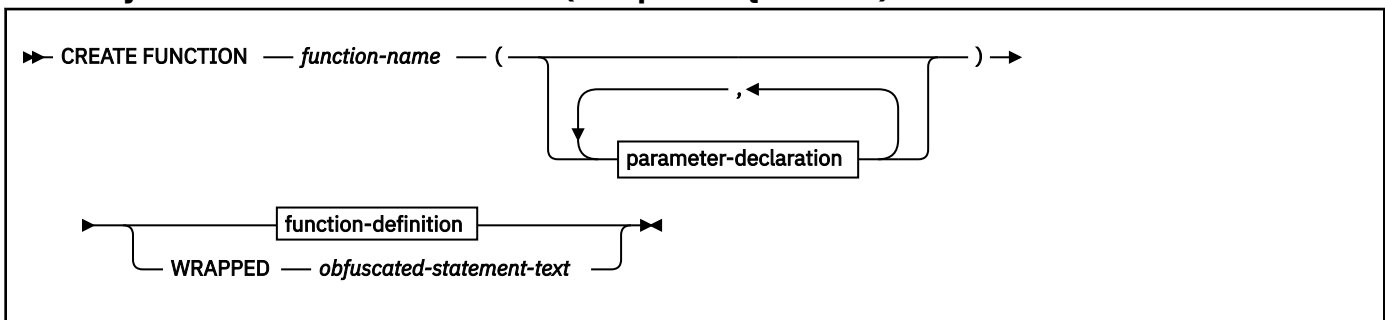 CREATE FUNCTION function-name ( )
,
parameter-declaration
function-definition
WRAPPED obfuscated-statement-text